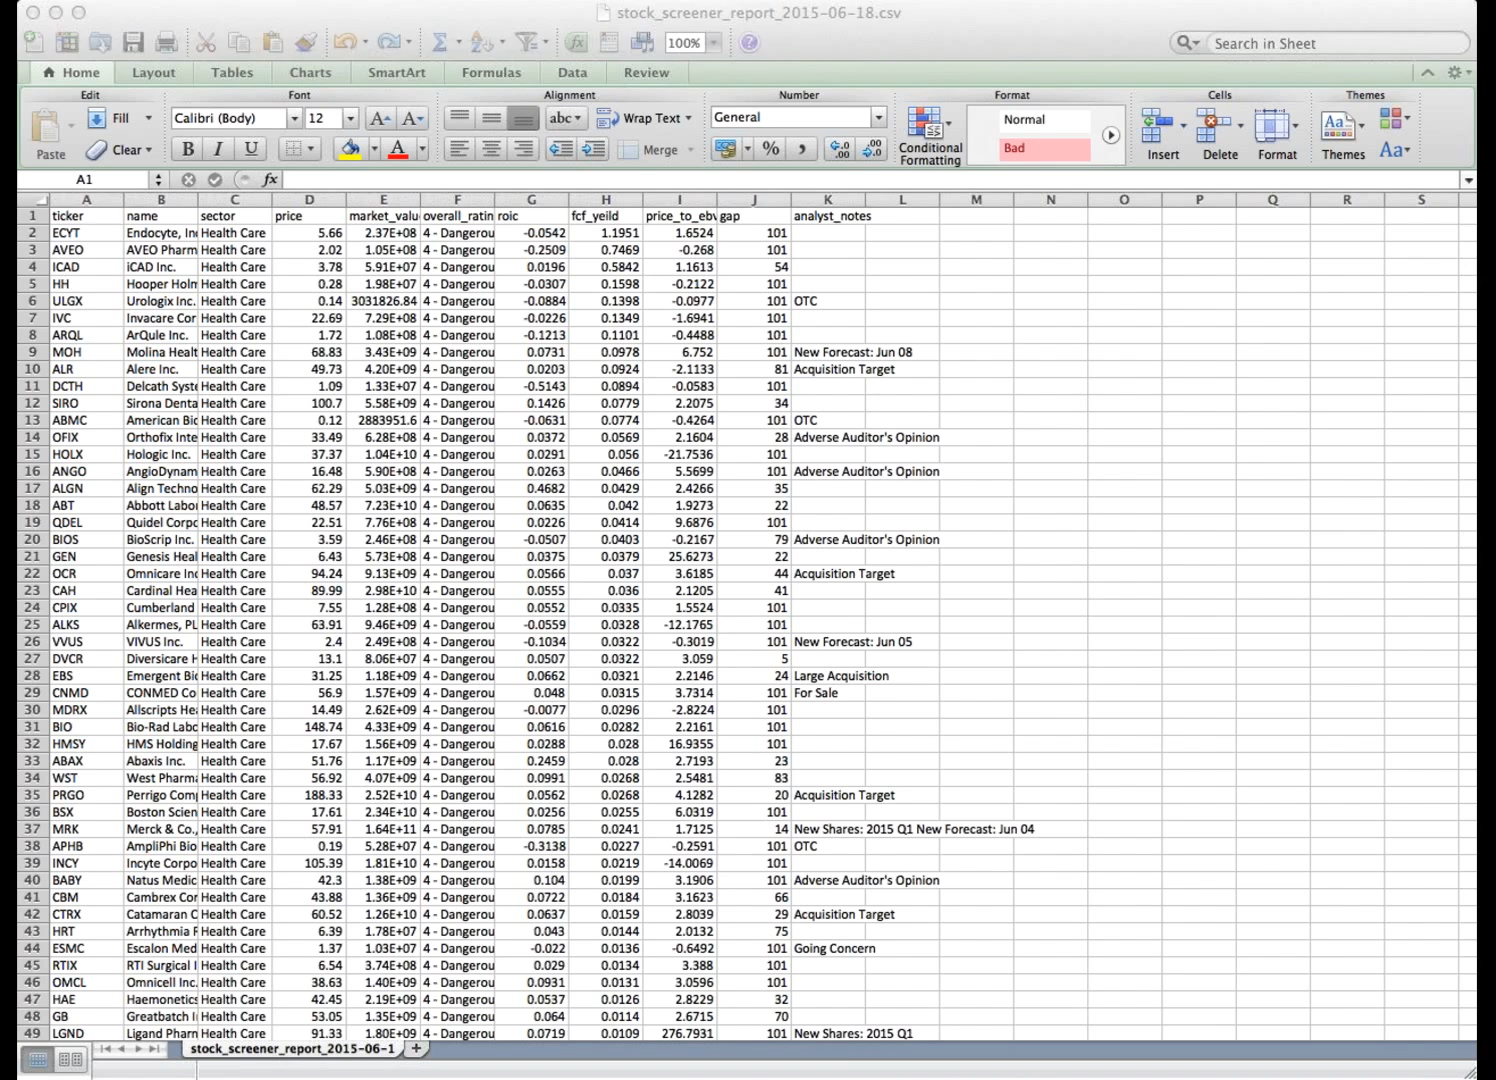 stock_screener_report_2015-06-18.csv
100%
Search in Sheet
Home Layout Tables Charts SmartArt Formulas Data Review
Edit Font Alignment Number Format Cells Themes
Fill Calibri (Body) 12 abc Wrap Text General Normal
Paste Clear B I U Merge % Conditional Formatting Bad Insert Delete Format Themes Aa
A1 fx
A B C D E F G H I J K L M N O P Q R S
1 ticker name sector price market_valu overall_ratin roic fcf_yeild price_to_ebv gap analyst_notes
2 ECYT Endocyte, In Health Care 5.66 2.37E+08 4 - Dangerou -0.0542 1.1951 1.6524 101
3 AVEO AVEO Pharm Health Care 2.02 1.05E+08 4 - Dangerou -0.2509 0.7469 -0.268 101
4 ICAD iCAD Inc. Health Care 3.78 5.91E+07 4 - Dangerou 0.0196 0.5842 1.1613 54
5 HH Hooper Holm Health Care 0.28 1.98E+07 4 - Dangerou -0.0307 0.1598 -0.2122 101
6 ULGX Urologix Inc. Health Care 0.14 3031826.84 4 - Dangerou -0.0884 0.1398 -0.0977 101 OTC
7 IVC Invacare Cor Health Care 22.69 7.29E+08 4 - Dangerou -0.0226 0.1349 -1.6941 101
8 ARQL ArQule Inc. Health Care 1.72 1.08E+08 4 - Dangerou -0.1213 0.1101 -0.4488 101
9 MOH Molina Healt Health Care 68.83 3.43E+09 4 - Dangerou 0.0731 0.0978 6.752 101 New Forecast: Jun 08
10 ALR Alere Inc. Health Care 49.73 4.20E+09 4 - Dangerou 0.0203 0.0924 -2.1133 81 Acquisition Target
11 DCTH Delcath Syste Health Care 1.09 1.33E+07 4 - Dangerou -0.5143 0.0894 -0.0583 101
12 SIRO Sirona Denta Health Care 100.7 5.58E+09 4 - Dangerou 0.1426 0.0779 2.2075 34
13 ABMC American Bio Health Care 0.12 2883951.6 4 - Dangerou -0.0631 0.0774 -0.4264 101 OTC
14 OFIX Orthofix Inte Health Care 33.49 6.28E+08 4 - Dangerou 0.0372 0.0569 2.1604 28 Adverse Auditor's Opinion
15 HOLX Hologic Inc. Health Care 37.37 1.04E+10 4 - Dangerou 0.0291 0.056 -21.7536 101
16 ANGO AngioDynam Health Care 16.48 5.90E+08 4 - Dangerou 0.0263 0.0466 5.5699 101 Adverse Auditor's Opinion
17 ALGN Align Techno Health Care 62.29 5.03E+09 4 - Dangerou 0.4682 0.0429 2.4266 35
18 ABT Abbott Labor Health Care 48.57 7.23E+10 4 - Dangerou 0.0635 0.042 1.9273 22
19 QDEL Quidel Corpo Health Care 22.51 7.76E+08 4 - Dangerou 0.0226 0.0414 9.6876 101
20 BIOS BioScrip Inc. Health Care 3.59 2.46E+08 4 - Dangerou -0.0507 0.0403 -0.2167 79 Adverse Auditor's Opinion
21 GEN Genesis Heal Health Care 6.43 5.73E+08 4 - Dangerou 0.0375 0.0379 25.6273 22
22 OCR Omnicare Inc Health Care 94.24 9.13E+09 4 - Dangerou 0.0566 0.037 3.6185 44 Acquisition Target
23 CAH Cardinal Hea Health Care 89.99 2.98E+10 4 - Dangerou 0.0555 0.036 2.1205 41
24 CPIX Cumberland Health Care 7.55 1.28E+08 4 - Dangerou 0.0552 0.0335 1.5524 101
25 ALKS Alkermes, PL Health Care 63.91 9.46E+09 4 - Dangerou -0.0559 0.0328 -12.1765 101
26 VVUS VIVUS Inc. Health Care 2.4 2.49E+08 4 - Dangerou -0.1034 0.0322 -0.3019 101 New Forecast: Jun 05
27 DVCR Diversicare H Health Care 13.1 8.06E+07 4 - Dangerou 0.0507 0.0322 3.059 5
28 EBS Emergent Bio Health Care 31.25 1.18E+09 4 - Dangerou 0.0662 0.0321 2.2146 24 Large Acquisition
29 CNMD CONMED Co Health Care 56.9 1.57E+09 4 - Dangerou 0.048 0.0315 3.7314 101 For Sale
30 MDRX Allscripts Hea Health Care 14.49 2.62E+09 4 - Dangerou -0.0077 0.0296 -2.8224 101
31 BIO Bio-Rad Labo Health Care 148.74 4.33E+09 4 - Dangerou 0.0616 0.0282 2.2161 101
32 HMSY HMS Holding Health Care 17.67 1.56E+09 4 - Dangerou 0.0288 0.028 16.9355 101
33 ABAX Abaxis Inc. Health Care 51.76 1.17E+09 4 - Dangerou 0.2459 0.028 2.7193 23
34 WST West Pharma Health Care 56.92 4.07E+09 4 - Dangerou 0.0991 0.0268 2.5481 83
35 PRGO Perrigo Comp Health Care 188.33 2.52E+10 4 - Dangerou 0.0562 0.0268 4.1282 20 Acquisition Target
36 BSX Boston Scien Health Care 17.61 2.34E+10 4 - Dangerou 0.0256 0.0255 6.0319 101
37 MRK Merck & Co., Health Care 57.91 1.64E+11 4 - Dangerou 0.0785 0.0241 1.7125 14 New Shares: 2015 Q1 New Forecast: Jun 04
38 APHB AmpliPhi Bio Health Care 0.19 5.28E+07 4 - Dangerou -0.3138 0.0227 -0.2591 101 OTC
39 INCY Incyte Corpo Health Care 105.39 1.81E+10 4 - Dangerou 0.0158 0.0219 -14.0069 101
40 BABY Natus Medic Health Care 42.3 1.38E+09 4 - Dangerou 0.104 0.0199 3.1906 101 Adverse Auditor's Opinion
41 CBM Cambrex Cor Health Care 43.88 1.36E+09 4 - Dangerou 0.0722 0.0184 3.1623 66
42 CTRX Catamaran C Health Care 60.52 1.26E+10 4 - Dangerou 0.0637 0.0159 2.8039 29 Acquisition Target
43 HRT Arrhythmia R Health Care 6.39 1.78E+07 4 - Dangerou 0.043 0.0144 2.0132 75
44 ESMC Escalon Med Health Care 1.37 1.03E+07 4 - Dangerou -0.022 0.0136 -0.6492 101 Going Concern
45 RTIX RTI Surgical I Health Care 6.54 3.74E+08 4 - Dangerou 0.029 0.0134 3.388 101
46 OMCL Omnicell Inc. Health Care 38.63 1.40E+09 4 - Dangerou 0.0931 0.0131 3.0596 101
47 HAE Haemonetics Health Care 42.45 2.19E+09 4 - Dangerou 0.0537 0.0126 2.8229 32
48 GB Greatbatch I Health Care 53.05 1.35E+09 4 - Dangerou 0.064 0.0114 2.6715 70
49 LGND Ligand Pharm Health Care 91.33 1.80E+09 4 - Dangerou 0.0719 0.0109 276.7931 101 New Shares: 2015 Q1
stock_screener_report_2015-06-1